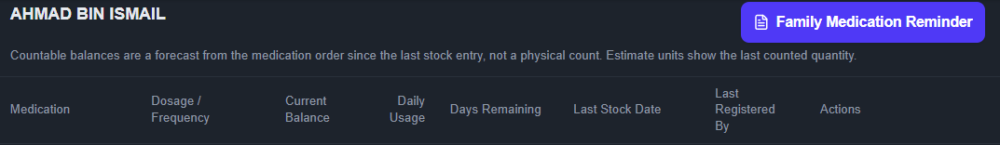 AHMAD BIN ISMAIL
Family Medication Reminder
Countable balances are a forecast from the medication order since the last stock entry, not a physical count. Estimate units show the last counted quantity.
Medication
Dosage /
Frequency
Current
Balance
Daily
Usage
Days Remaining
Last Stock Date
Last
Registered
By
Actions